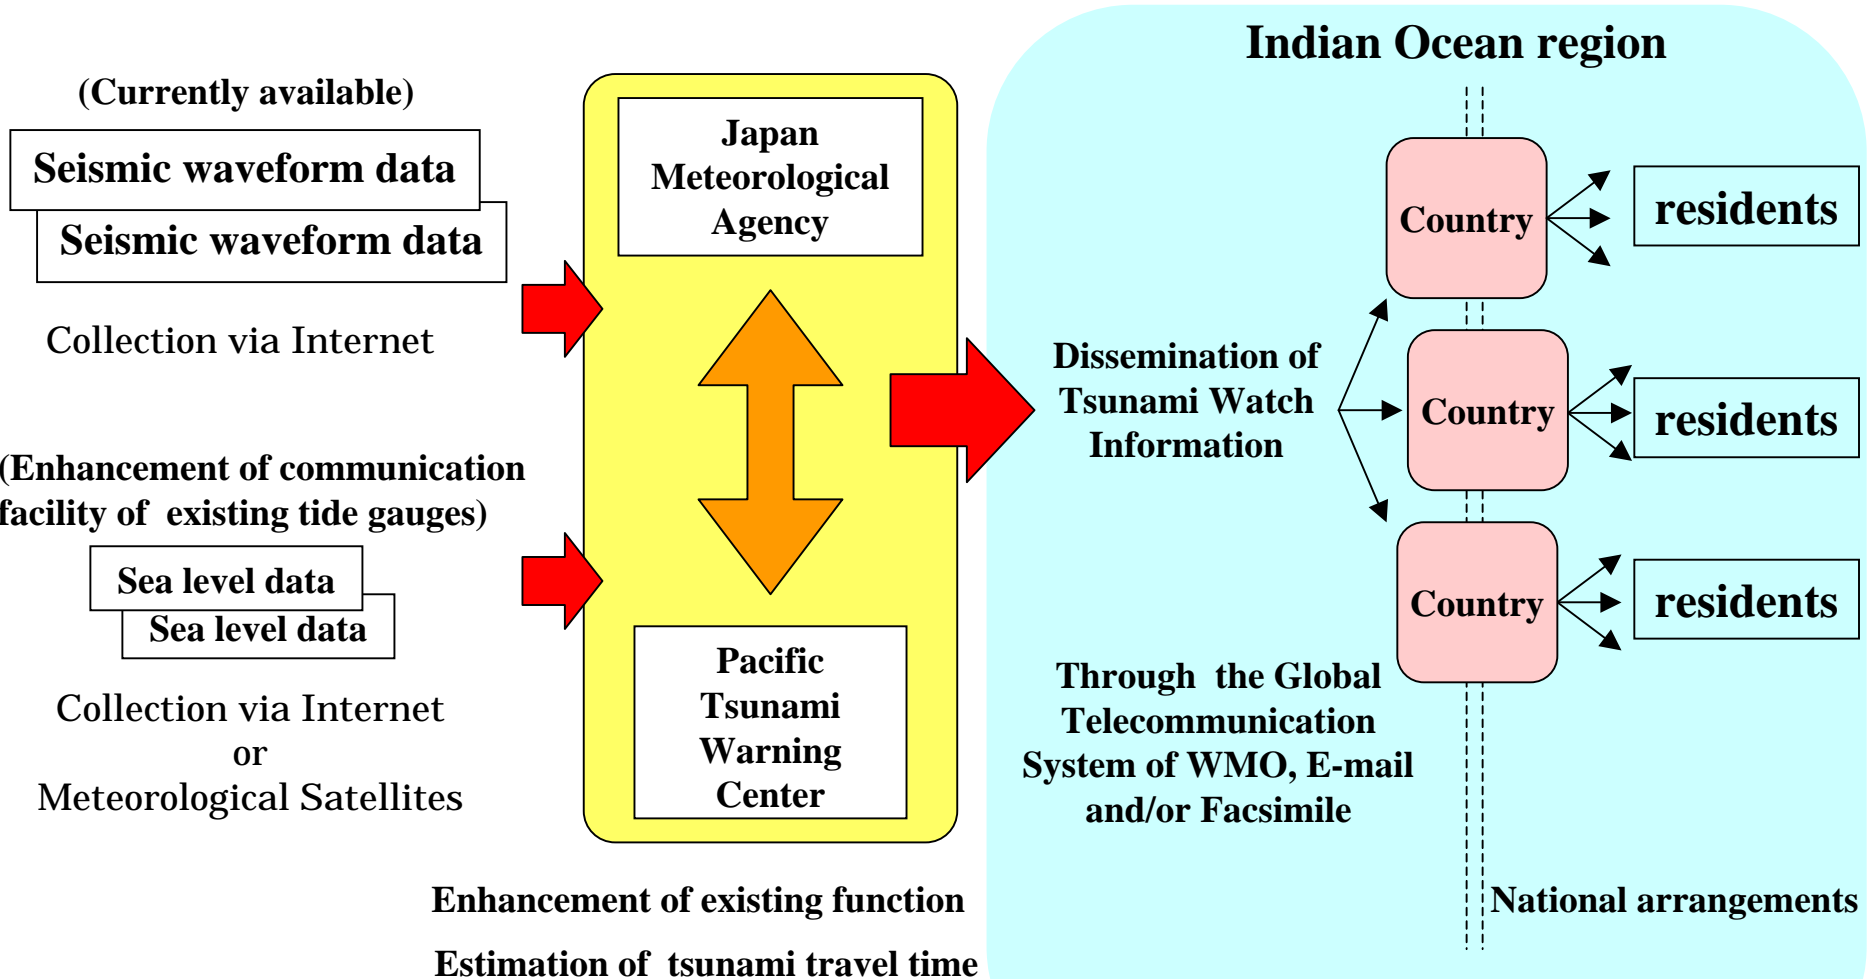 Indian Ocean region
(Currently available)
Seismic waveform data
Seismic waveform data
Collection via Internet
(Enhancement of communication
facility of existing tide gauges)
Sea level data
Sea level data
Collection via Internet
or
Meteorological Satellites
Japan
Meteorological
Agency
Pacific
Tsunami
Warning
Center
Enhancement of existing function
Estimation of tsunami travel time
Dissemination of
Tsunami Watch
Information
Through the Global
Telecommunication
System of WMO, E-mail
and/or Facsimile
Country
residents
Country
residents
Country
residents
National arrangements